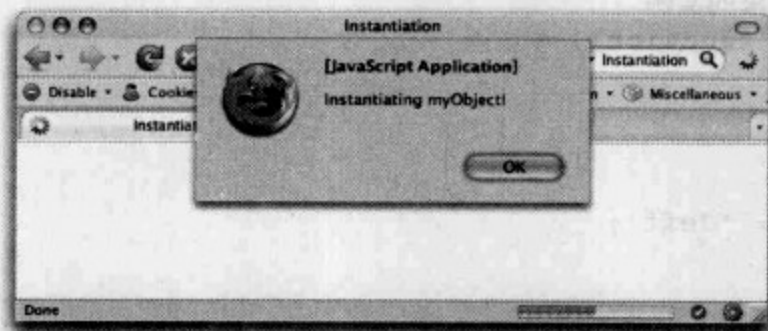 Instantiation
[JavaScript Application]
Instantiating myObject!
OK
Instantiation
Disable
Cookie
Miscellaneous
Instantiat
Done